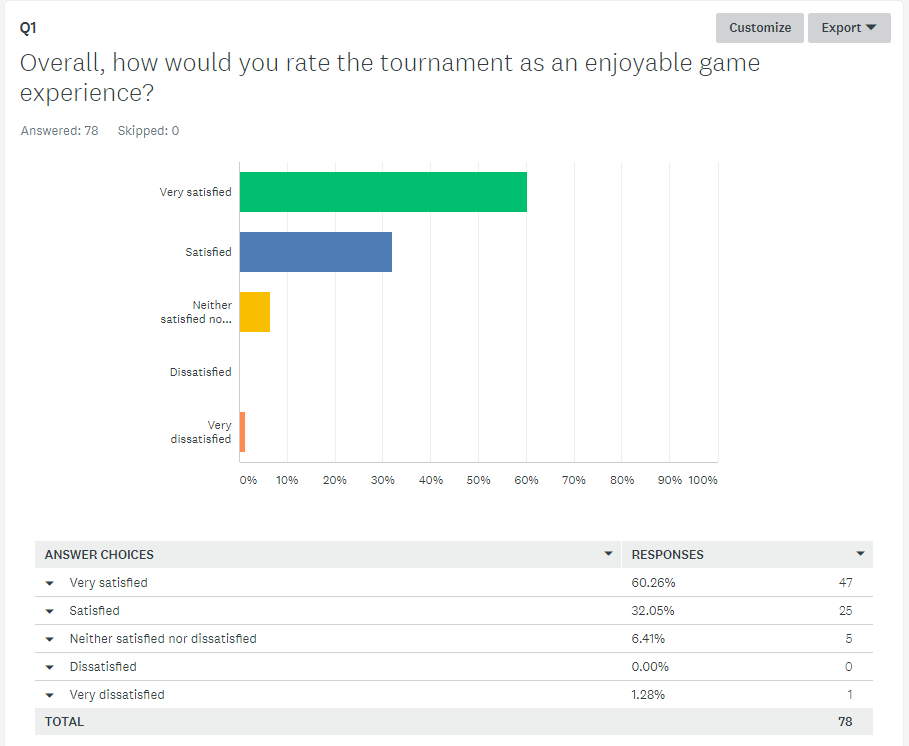 Q1
Customize
Export
Overall, how would you rate the tournament as an enjoyable game
experience?
Answered: 78 Skipped: 0
Very satisfied
Satisfied
Neither
satisfied no...
Dissatisfied
Very
dissatisfied
0% 10% 20% 30% 40% 50% 60% 70% 80% 90% 100%
ANSWER CHOICES RESPONSES
Very satisfied 60.26% 47
Satisfied 32.05% 25
Neither satisfied nor dissatisfied 6.41% 5
Dissatisfied 0.00% 0
Very dissatisfied 1.28% 1
TOTAL 78